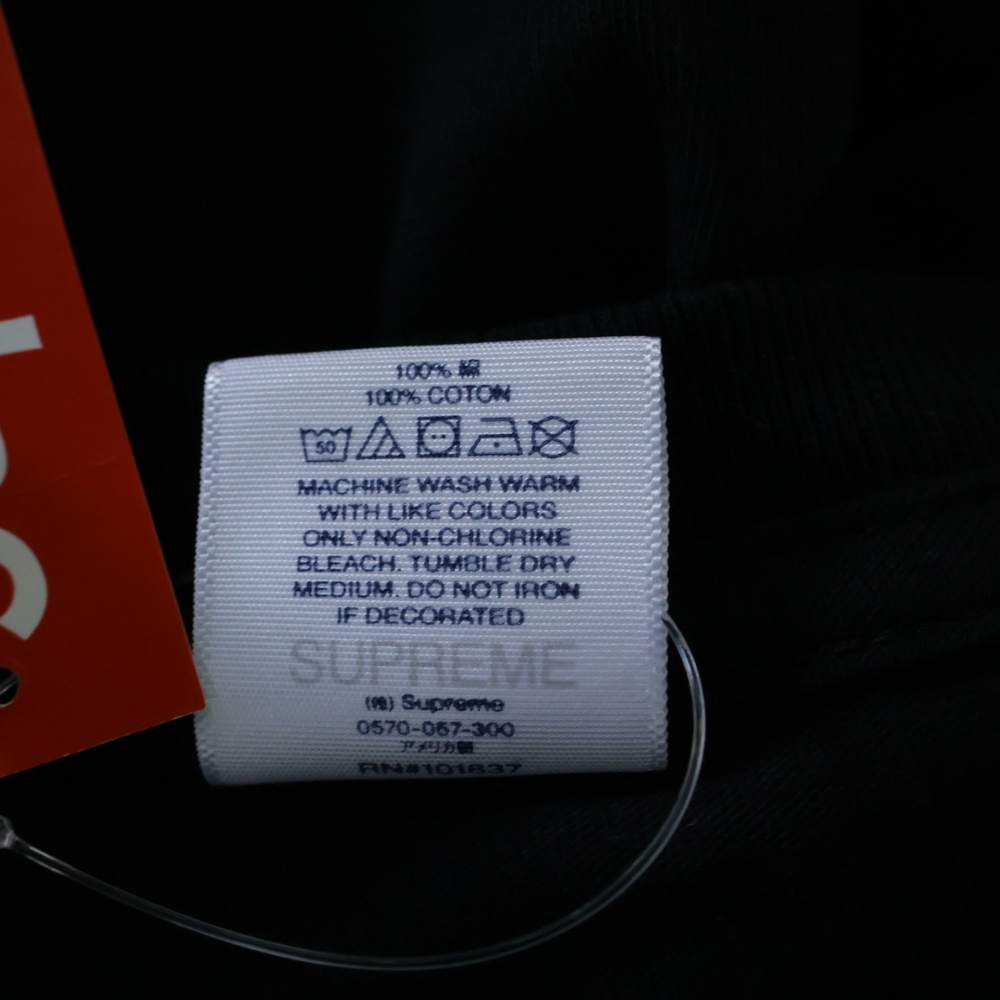 100% 綿
100% COTON
50
MACHINE WASH WARM
WITH LIKE COLORS
ONLY NON-CHLORINE
BLEACH. TUMBLE DRY
MEDIUM. DO NOT IRON
IF DECORATED
SUPREME
(株) Supreme
0570-067-300
アメリカ製
RN#101837